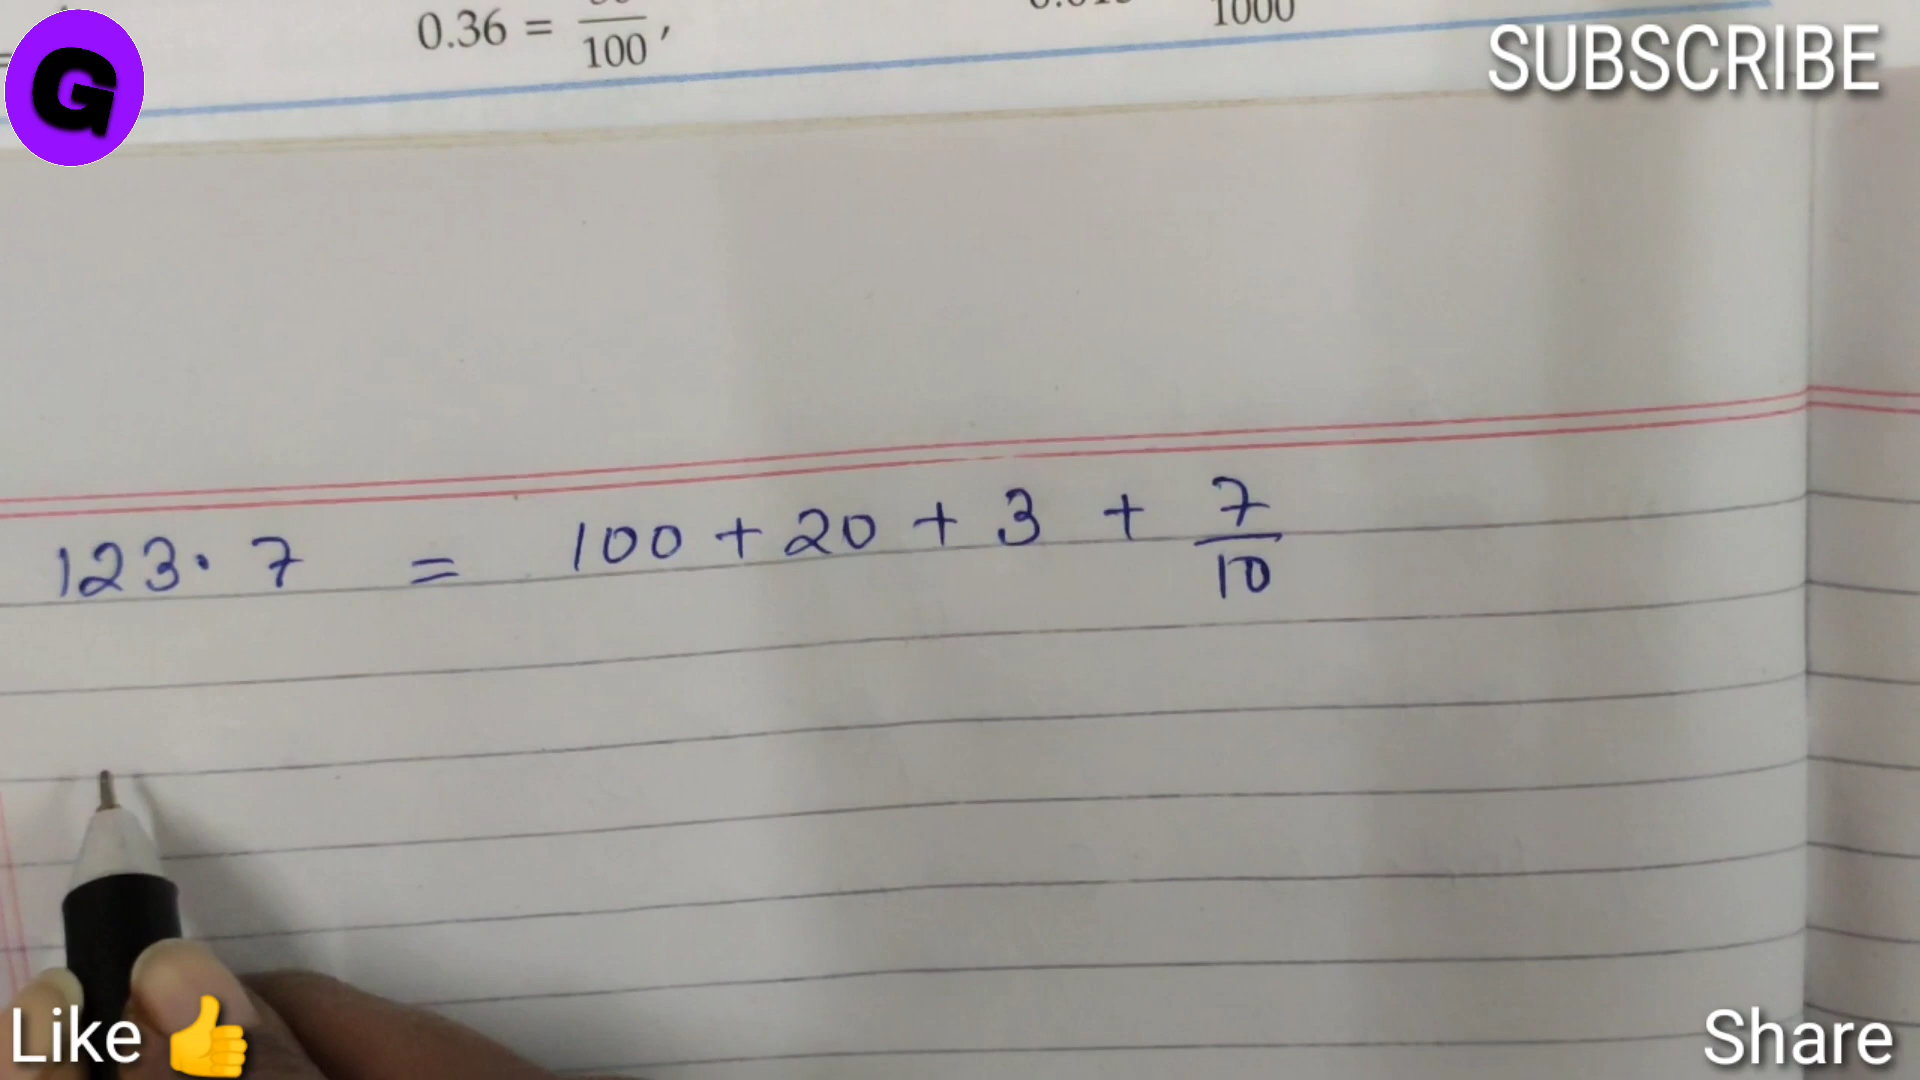 0.36 = /100 ,
1000
SUBSCRIBE
G
123. 7 = 100 + 20 + 3 + 7/10
Like 👍
Share